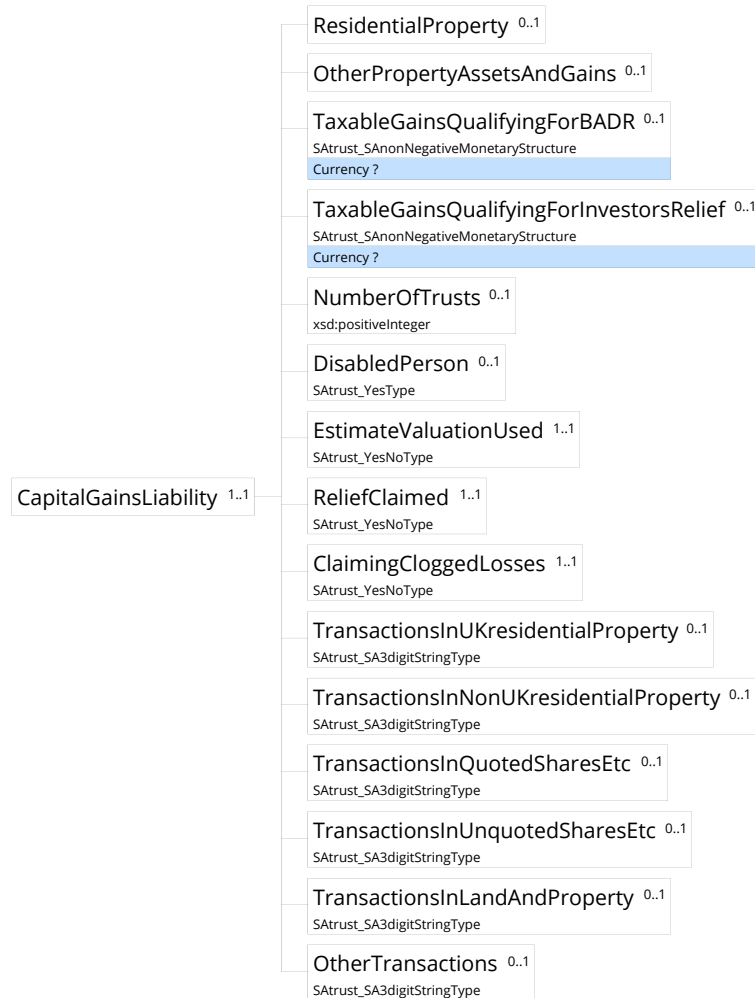 ResidentialProperty 0..1
OtherPropertyAssetsAndGains 0..1
TaxableGainsQualifyingForBADR 0..1
SAtrust_SAnonNegativeMonetaryStructure
Currency ?
TaxableGainsQualifyingForInvestorsRelief 0..1
SAtrust_SAnonNegativeMonetaryStructure
Currency ?
NumberOfTrusts 0..1
xsd:positiveInteger
DisabledPerson 0..1
SAtrust_YesType
EstimateValuationUsed 1..1
SAtrust_YesNoType
CapitalGainsLiability 1..1
ReliefClaimed 1..1
SAtrust_YesNoType
ClaimingCloggedLosses 1..1
SAtrust_YesNoType
TransactionsInUKresidentialProperty 0..1
SAtrust_SA3digitStringType
TransactionsInNonUKresidentialProperty 0..1
SAtrust_SA3digitStringType
TransactionsInQuotedSharesEtc 0..1
SAtrust_SA3digitStringType
TransactionsInUnquotedSharesEtc 0..1
SAtrust_SA3digitStringType
TransactionsInLandAndProperty 0..1
SAtrust_SA3digitStringType
OtherTransactions 0..1
SAtrust_SA3digitStringType